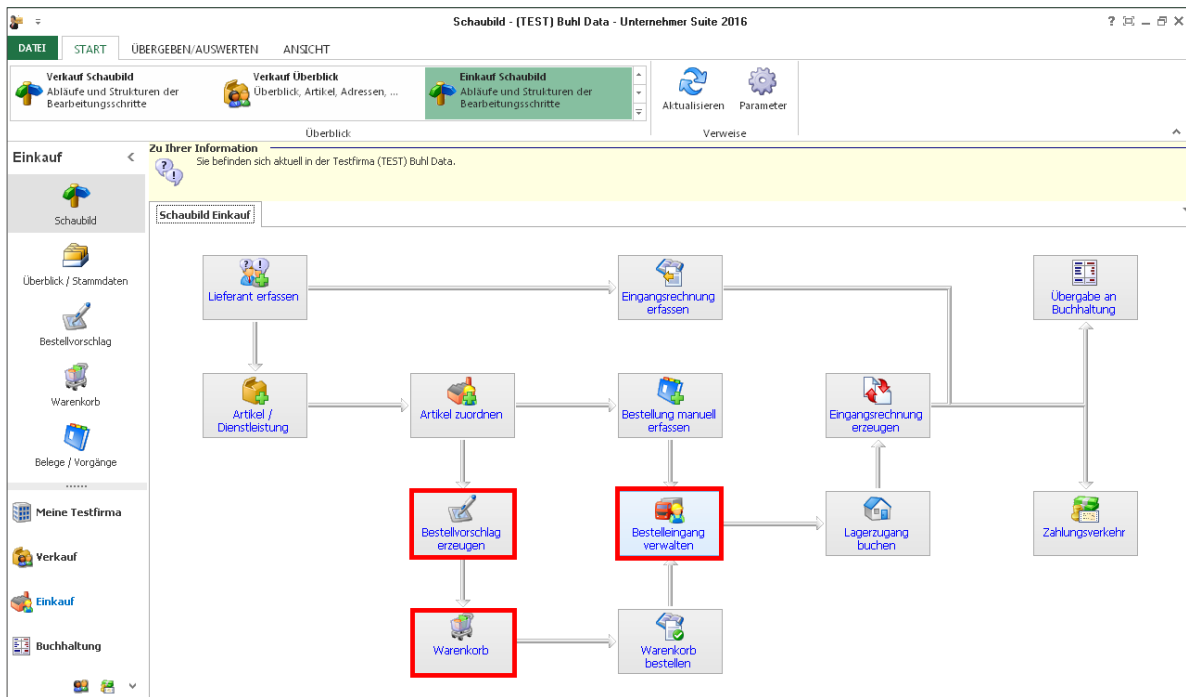 Schaubild - (TEST) Buhl Data - Unternehmer Suite 2016
DATEI START ÜBERGEBEN/AUSWERTEN ANSICHT
Verkauf Schaubild
Abläufe und Strukturen der
Bearbeitungsschritte
Verkauf Überblick
Überblick, Artikel, Adressen, ...
Einkauf Schaubild
Abläufe und Strukturen der
Bearbeitungsschritte
Aktualisieren
Parameter
Überblick
Verweise
Einkauf
Zu Ihrer Information
Sie befinden sich aktuell in der Testfirma (TEST) Buhl Data.
Schaubild
Überblick / Stammdaten
Bestellvorschlag
Warenkorb
Belege / Vorgänge
Meine Testfirma
Verkauf
Einkauf
Buchhaltung
Schaubild Einkauf
Lieferant erfassen
Eingangsrechnung
erfassen
Übergabe an
Buchhaltung
Artikel /
Dienstleistung
Artikel zuordnen
Bestellung manuell
erfassen
Eingangsrechnung
erzeugen
Bestellvorschlag
erzeugen
Bestelleingang
verwalten
Lagerzugang
buchen
Zahlungsverkehr
Warenkorb
Warenkorb
bestellen